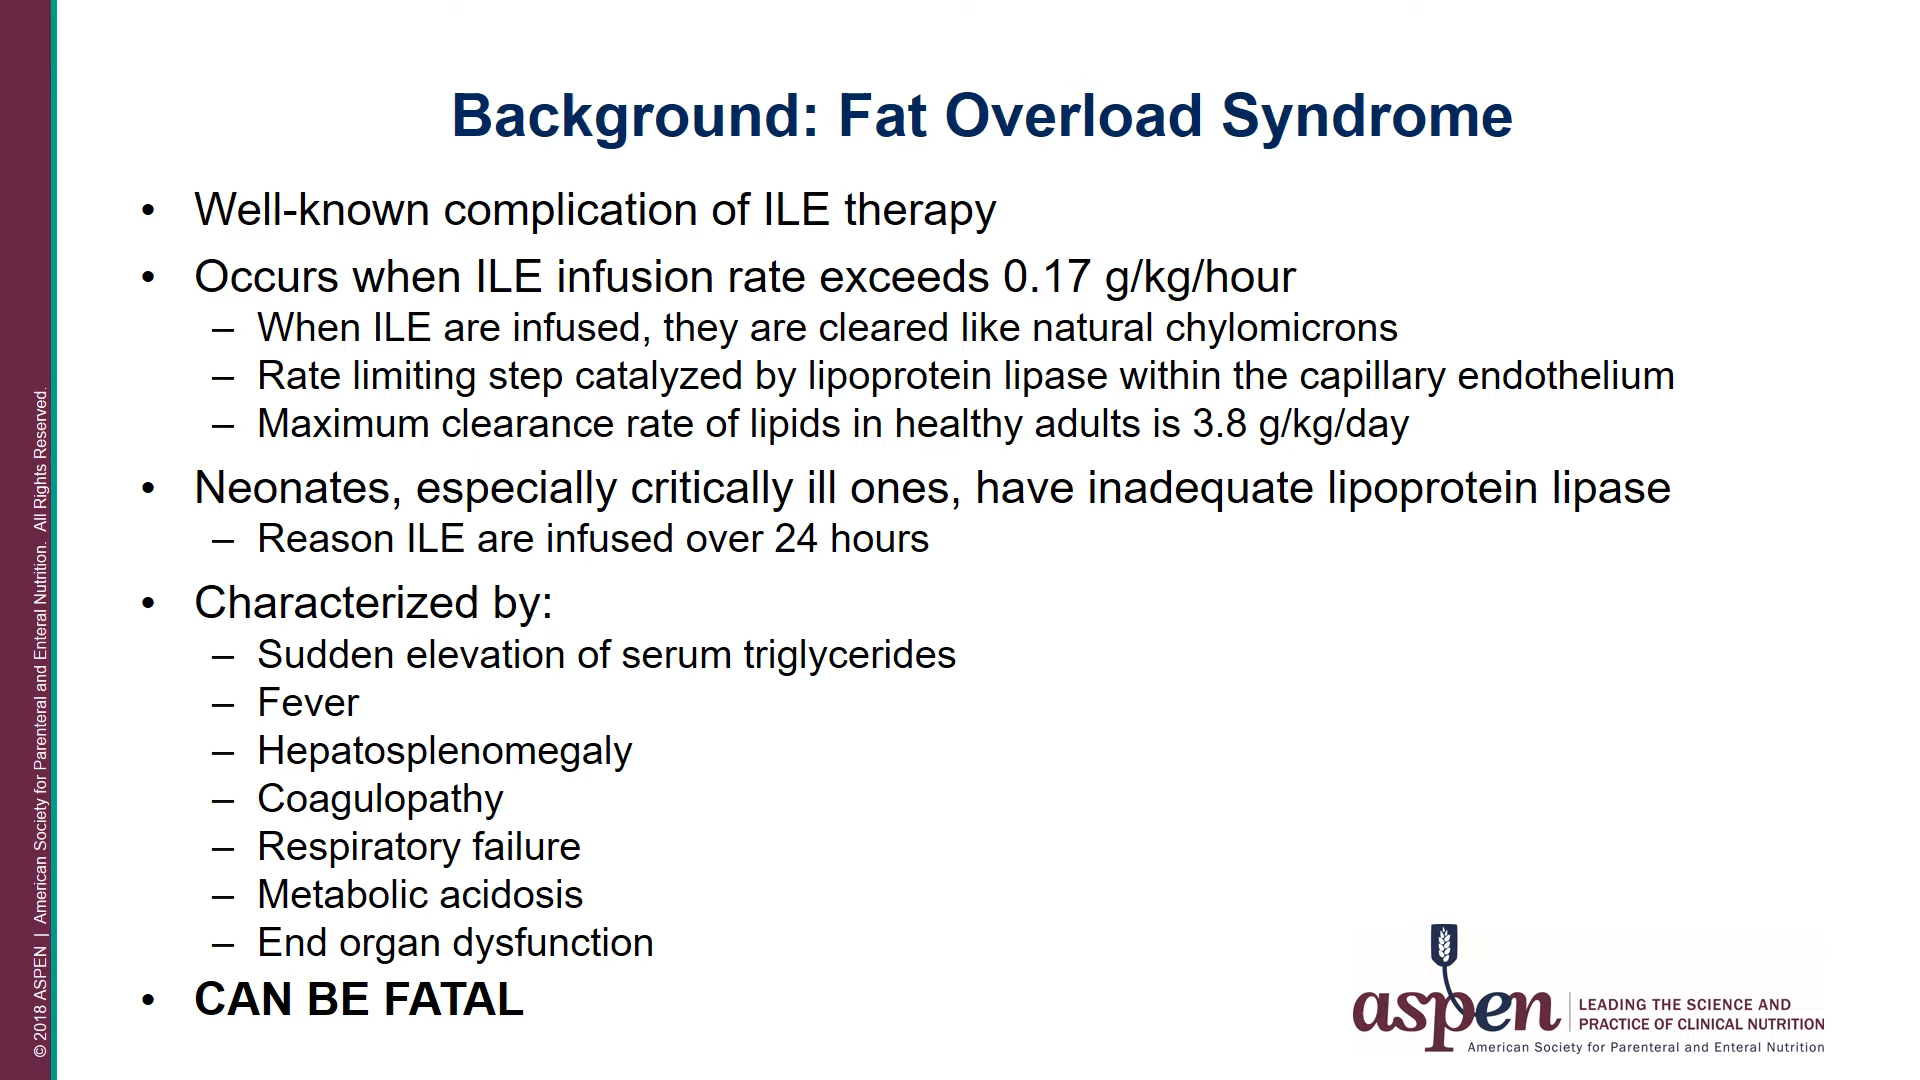 Background: Fat Overload Syndrome
• Well-known complication of ILE therapy
• Occurs when ILE infusion rate exceeds 0.17 g/kg/hour
– When ILE are infused, they are cleared like natural chylomicrons
– Rate limiting step catalyzed by lipoprotein lipase within the capillary endothelium
– Maximum clearance rate of lipids in healthy adults is 3.8 g/kg/day
• Neonates, especially critically ill ones, have inadequate lipoprotein lipase
– Reason ILE are infused over 24 hours
• Characterized by:
– Sudden elevation of serum triglycerides
– Fever
– Hepatosplenomegaly
– Coagulopathy
– Respiratory failure
– Metabolic acidosis
– End organ dysfunction
• CAN BE FATAL
© 2018 ASPEN | American Society for Parenteral and Enteral Nutrition. All Rights Reserved.
aspen
LEADING THE SCIENCE AND
PRACTICE OF CLINICAL NUTRITION
American Society for Parenteral and Enteral Nutrition